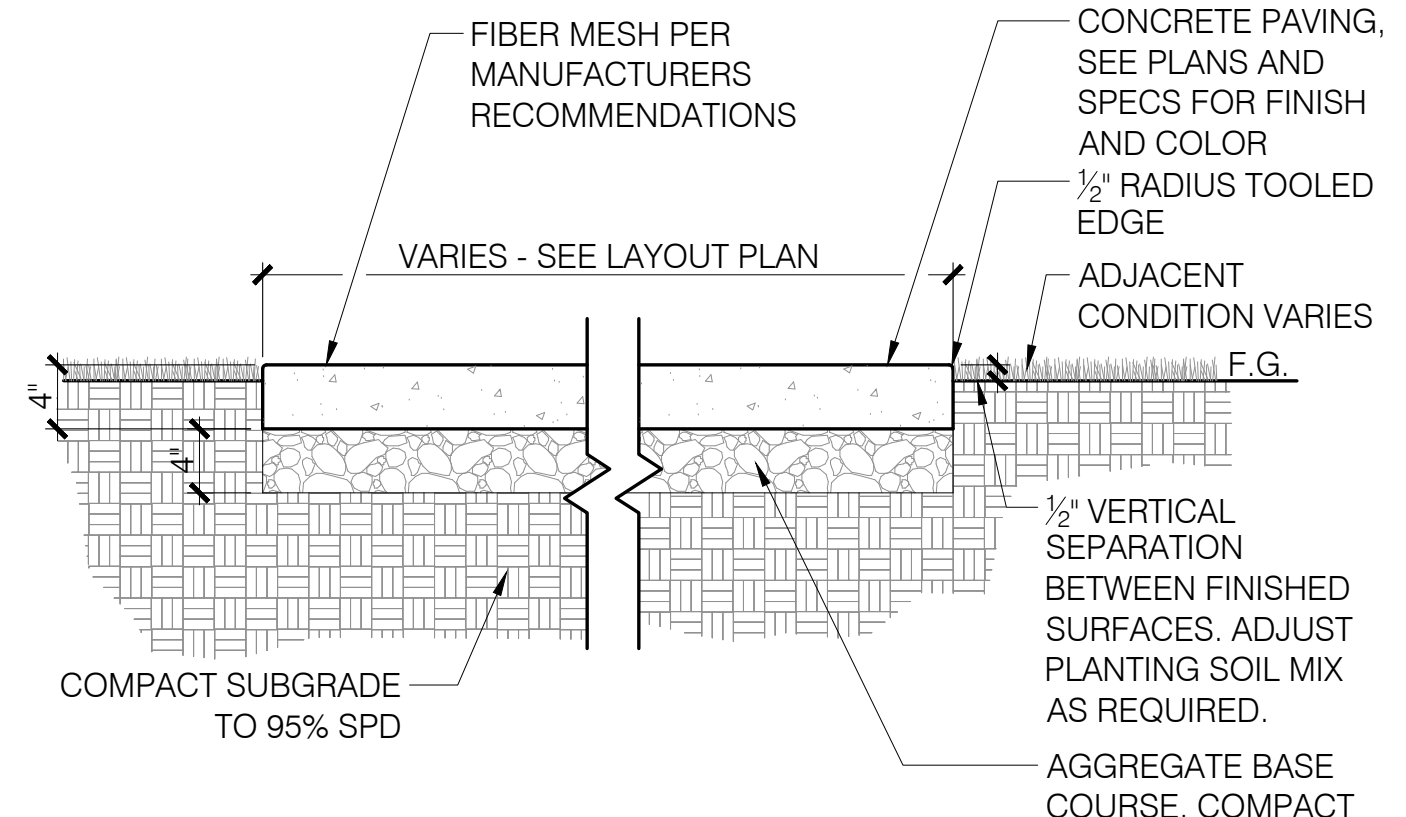 FIBER MESH PER
MANUFACTURERS
RECOMMENDATIONS
CONCRETE PAVING,
SEE PLANS AND
SPECS FOR FINISH
AND COLOR
½" RADIUS TOOLED
EDGE
VARIES - SEE LAYOUT PLAN
ADJACENT
CONDITION VARIES
F.G.
4"
4"
½" VERTICAL
SEPARATION
BETWEEN FINISHED
SURFACES. ADJUST
PLANTING SOIL MIX
AS REQUIRED.
COMPACT SUBGRADE
TO 95% SPD
AGGREGATE BASE
COURSE. COMPACT